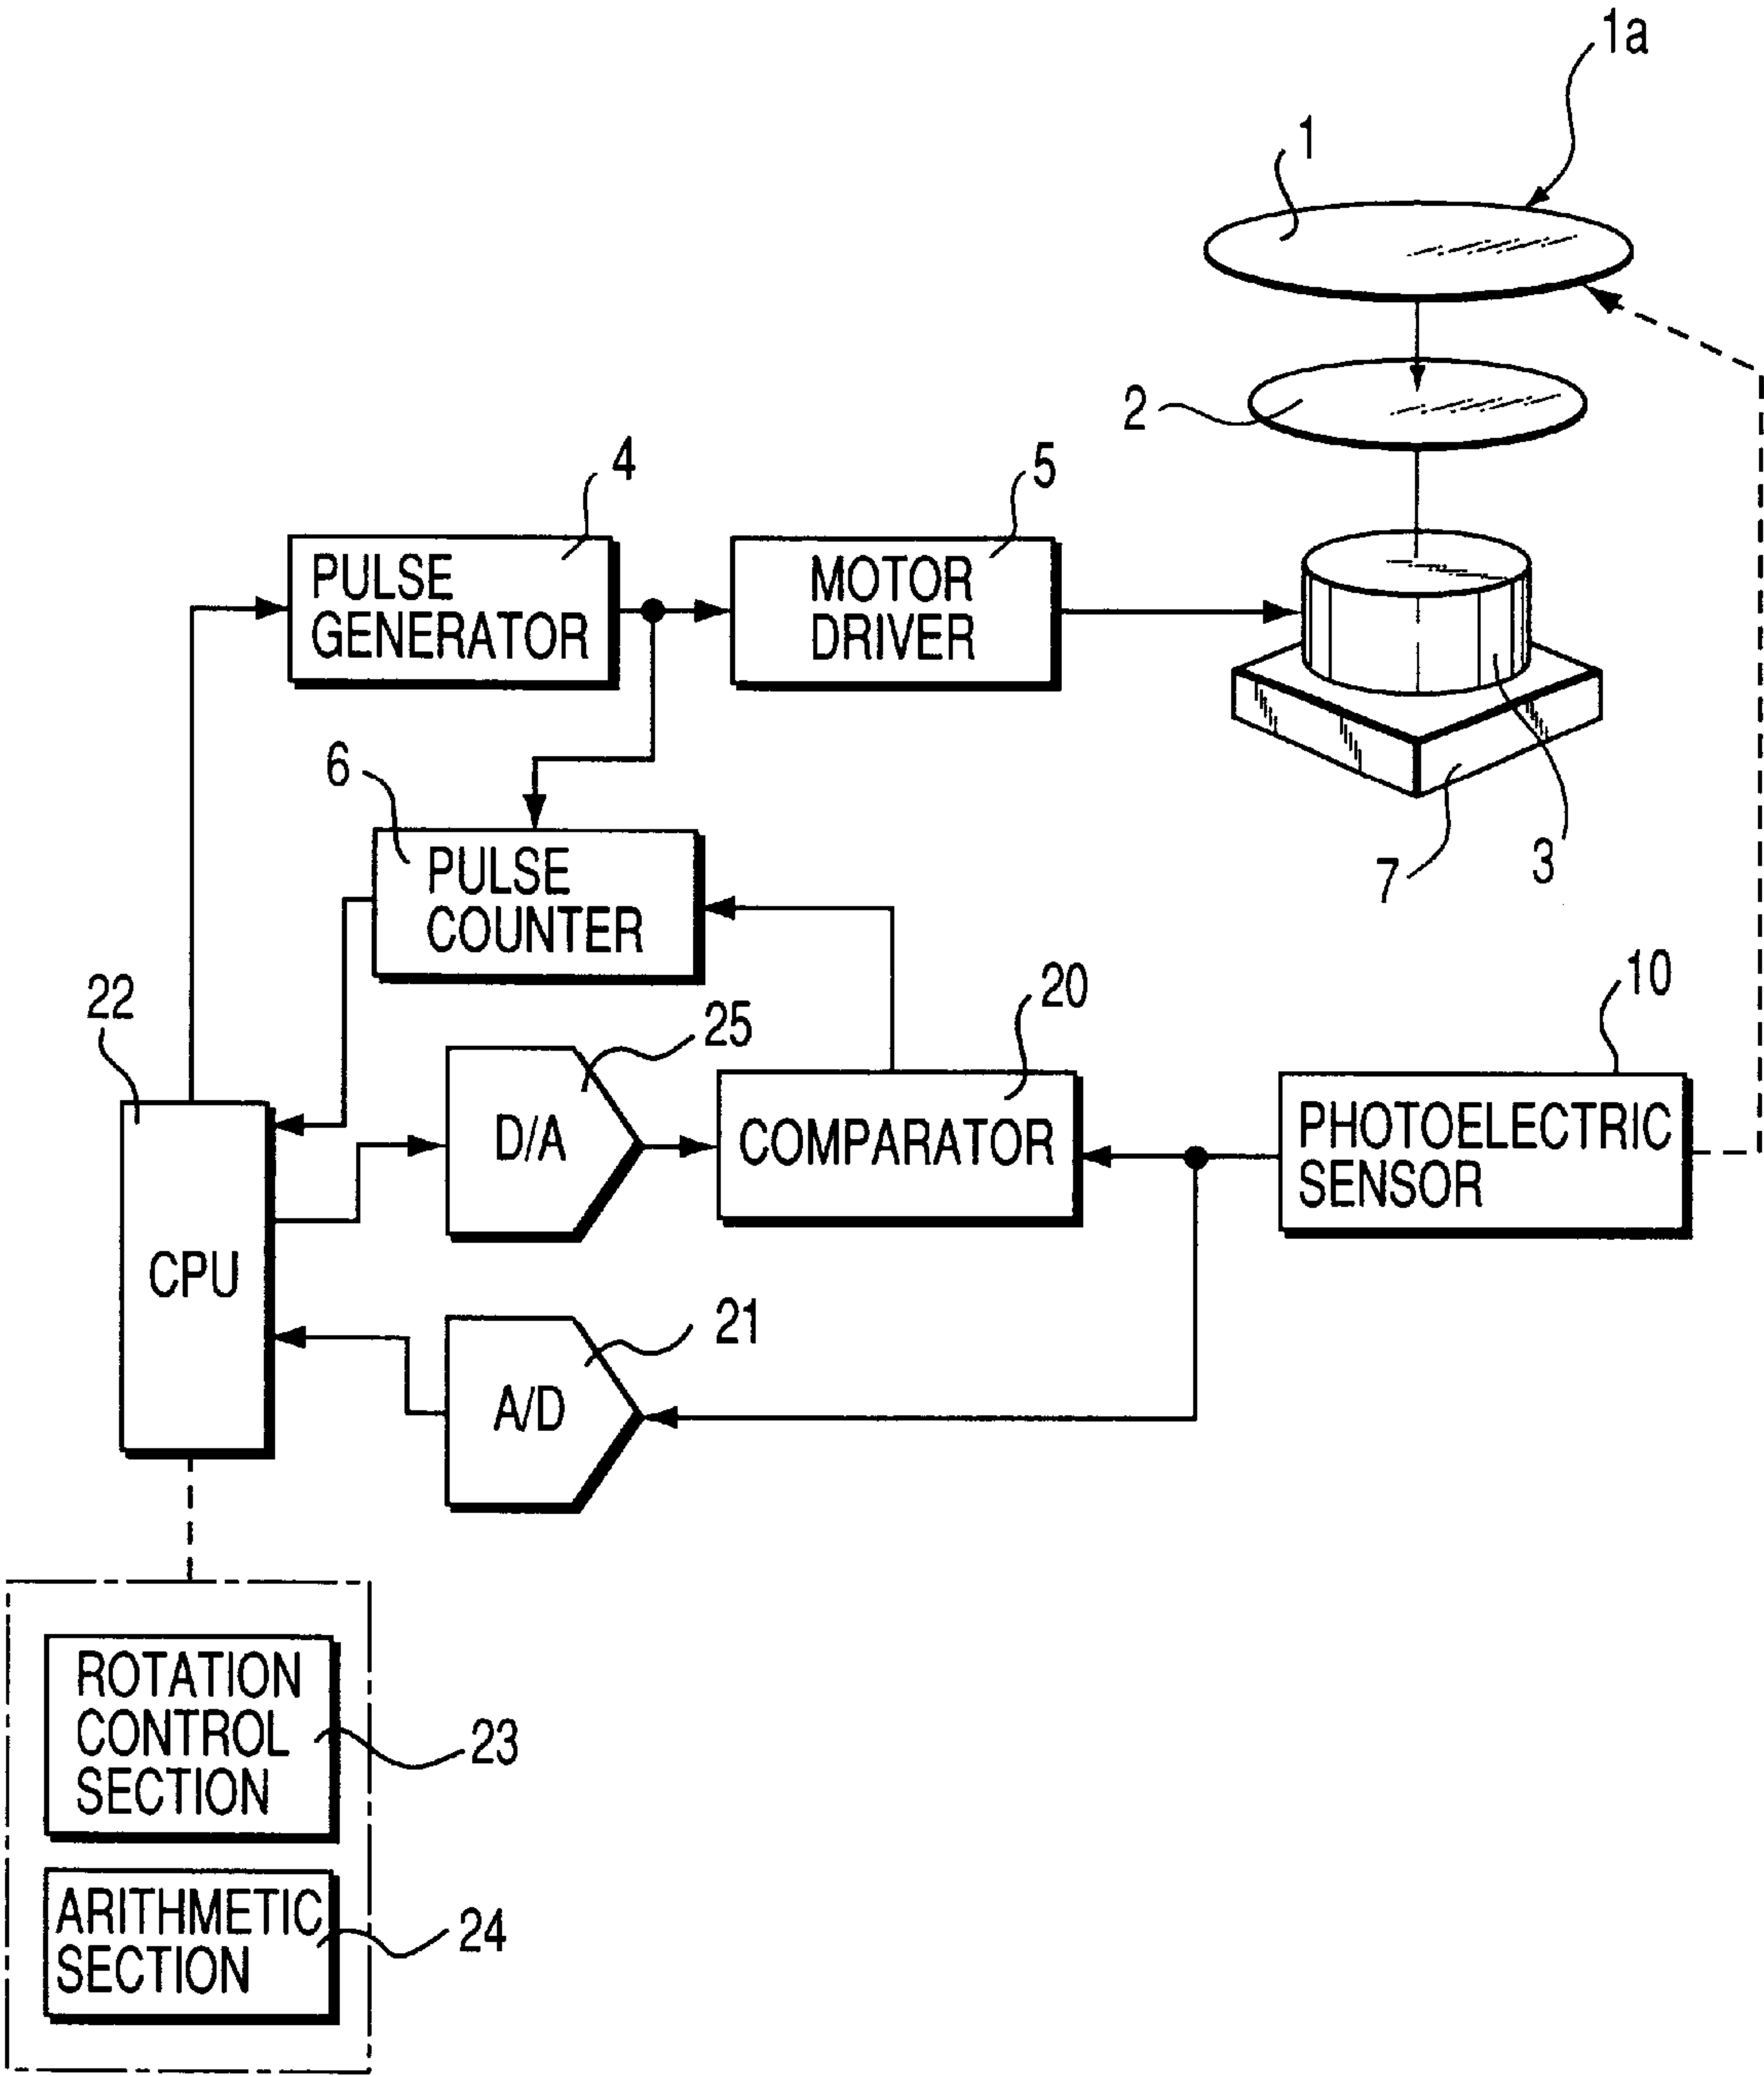 1a
1
2
4
5
PULSE
GENERATOR
MOTOR
DRIVER
6
3
7
PULSE
COUNTER
22
25
20
10
D/A
COMPARATOR
PHOTOELECTRIC
SENSOR
CPU
21
A/D
ROTATION
CONTROL
SECTION
23
ARITHMETIC
SECTION
24